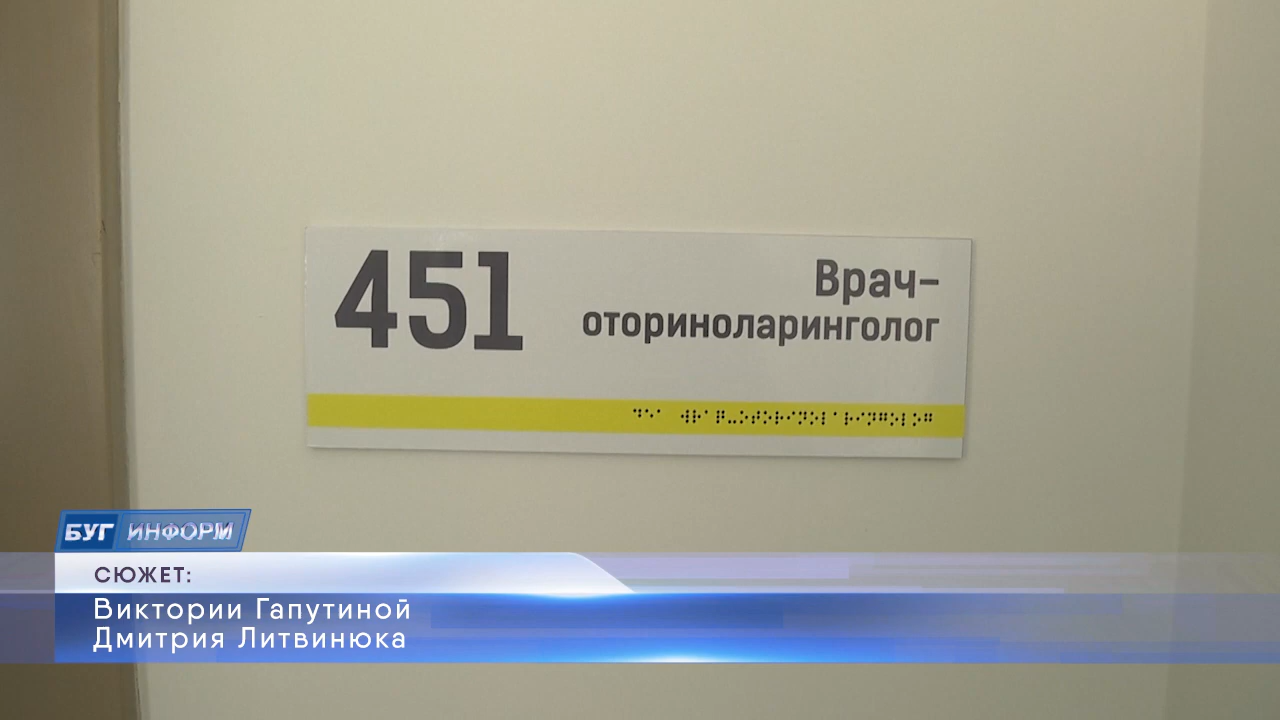 451
Врач-
оториноларинголог
БУГ ИНФОРМ
СЮЖЕТ:
Виктории Гапутиной
Дмитрия Литвинюка